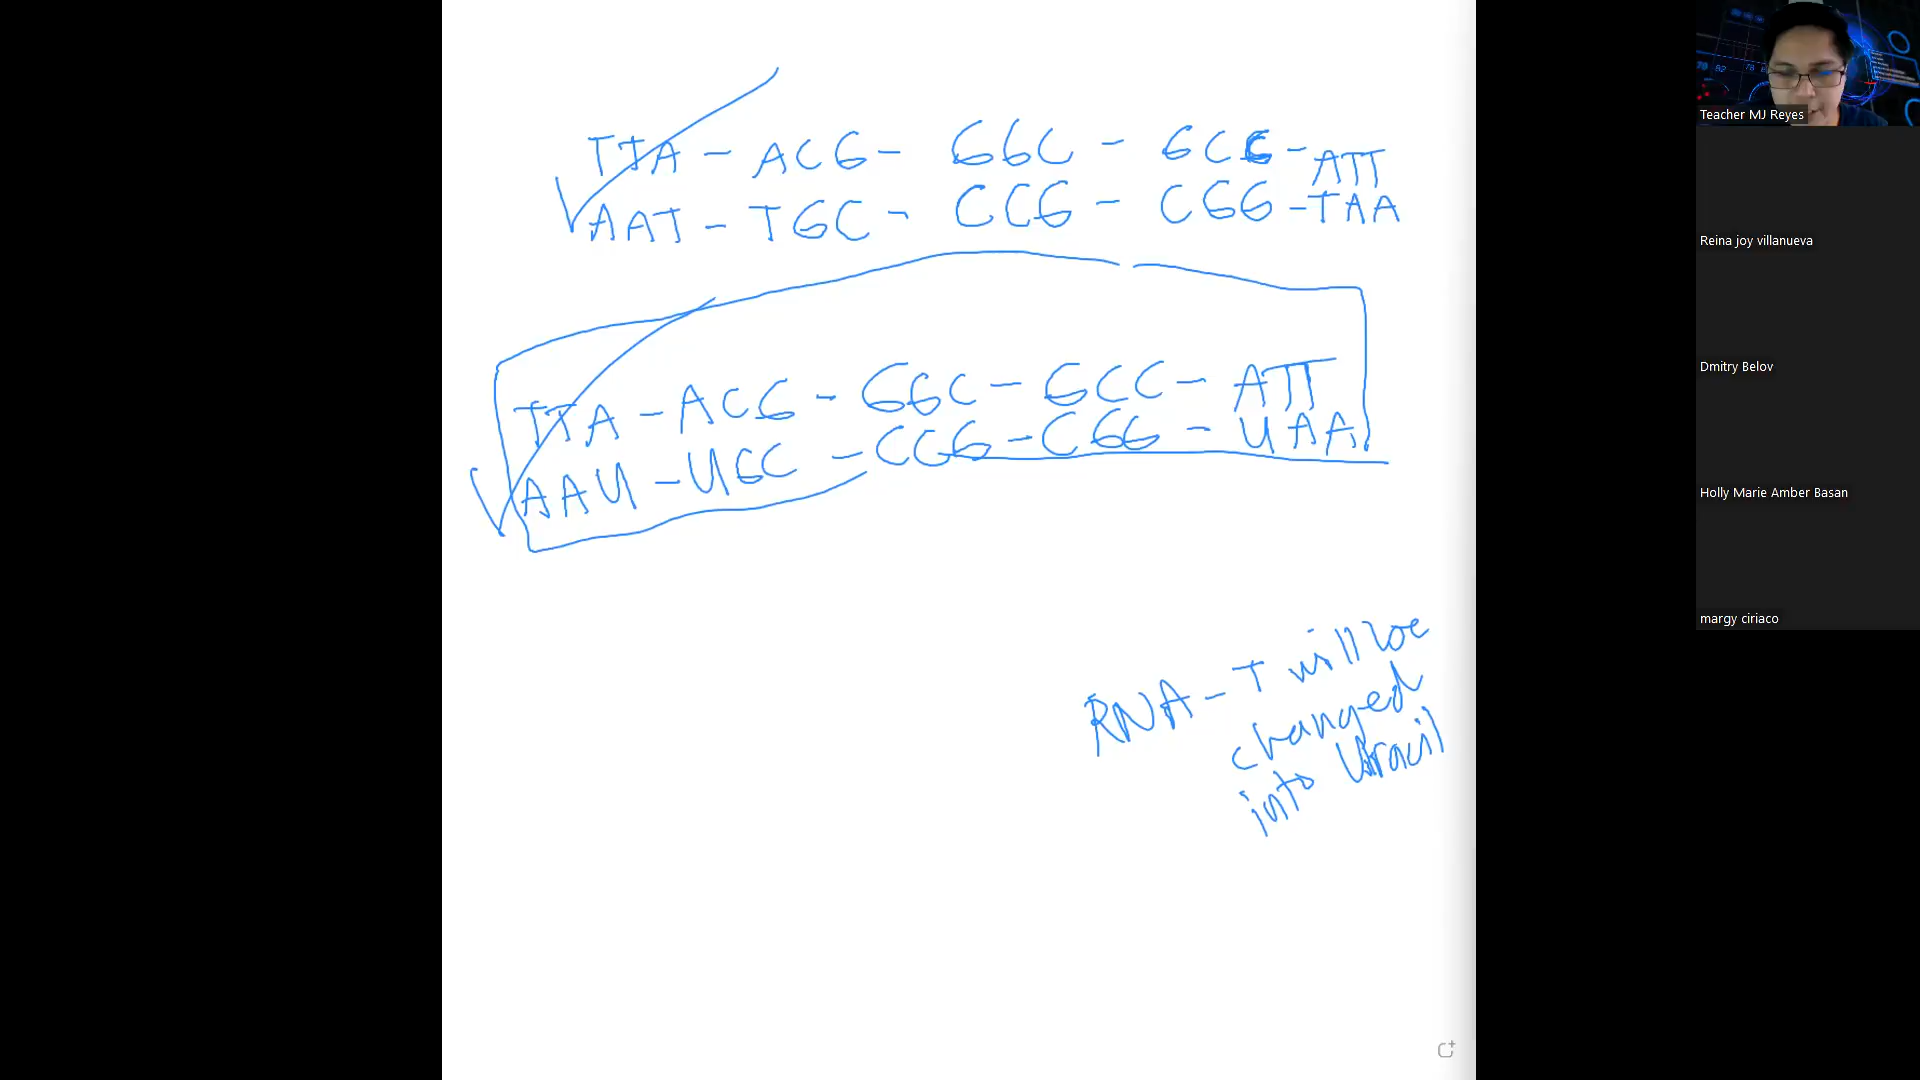 TTA - ACG - GGC - GCC - ATT
AAT - TGC - CCG - CGG - TAA
TTA - ACG - GGC - GCC - ATT
AAU - UGC - CCG - CGG - UAA
RNA - T will be
changed
into Uracil
Teacher MJ Reyes
Reina joy villanueva
Dmitry Belov
Holly Marie Amber Basan
margy ciriaco